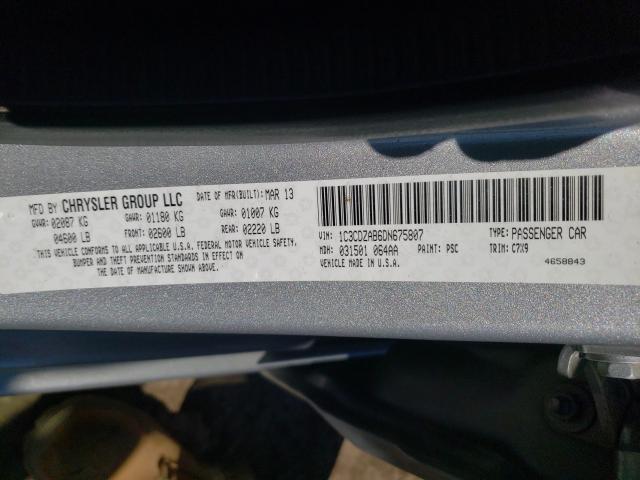 MFD BY CHRYSLER GROUP LLC DATE OF MFR(BUILT): MAR 13
GVWR: 02087 KG GAWR: 01180 KG GAWR: 01007 KG
04600 LB FRONT: 02600 LB REAR: 02220 LB
THIS VEHICLE CONFORMS TO ALL APPLICABLE U.S.A. FEDERAL MOTOR VEHICLE SAFETY,
BUMPER AND THEFT PREVENTION STANDARDS IN EFFECT ON
THE DATE OF MANUFACTURE SHOWN ABOVE.
VIN: 1C3CDZAB6DN675807 TYPE: PASSENGER CAR
MDH: 031501 064AA PAINT: PSC TRIM: C7X9
VEHICLE MADE IN U.S.A. 4658843